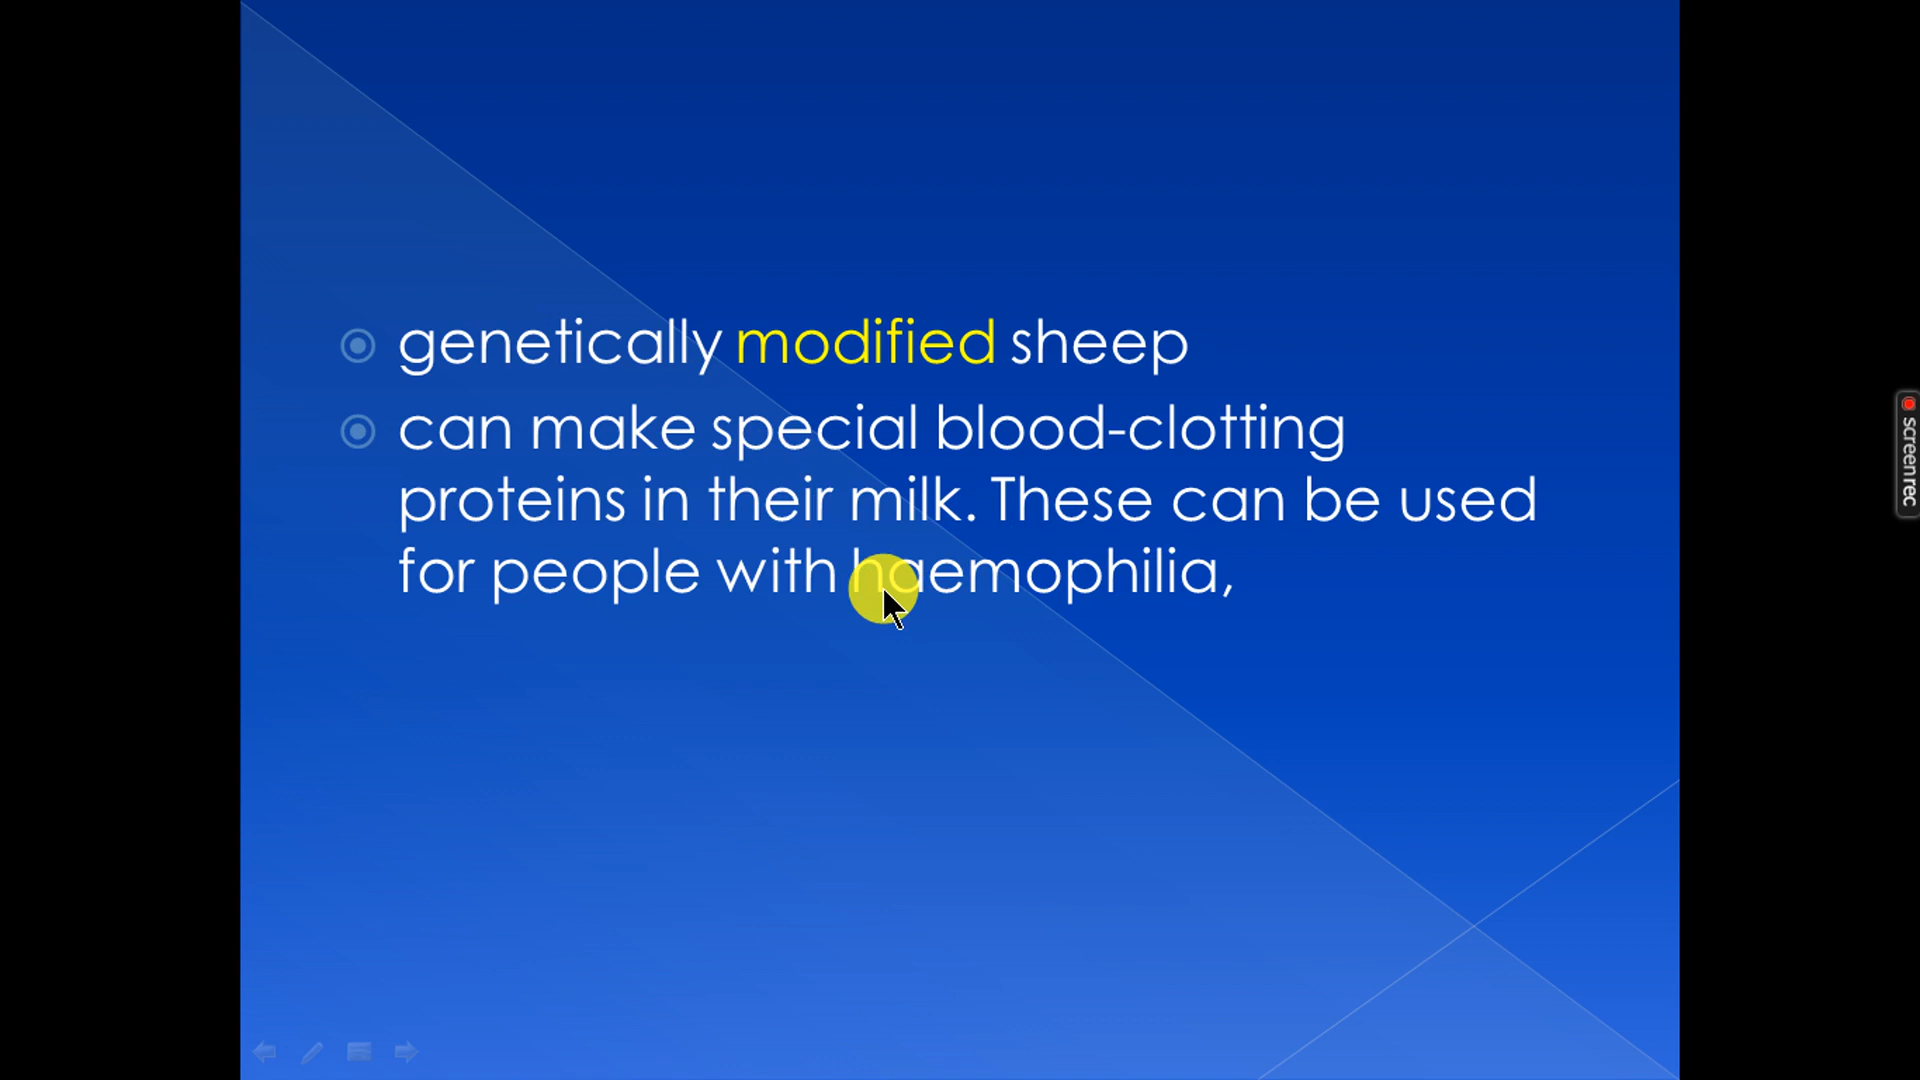 genetically modified sheep
can make special blood-clotting
proteins in their milk. These can be used
for people with haemophilia,
screenrec